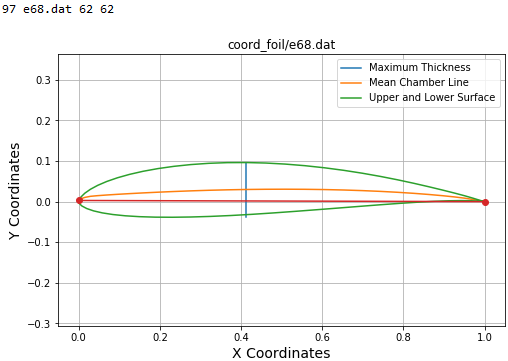 97 e68.dat 62 62
coord_foil/e68.dat
Maximum Thickness
Mean Chamber Line
Upper and Lower Surface
Y Coordinates
0.3
0.2
0.1
0.0
−0.1
−0.2
−0.3
0.0 0.2 0.4 0.6 0.8 1.0
X Coordinates